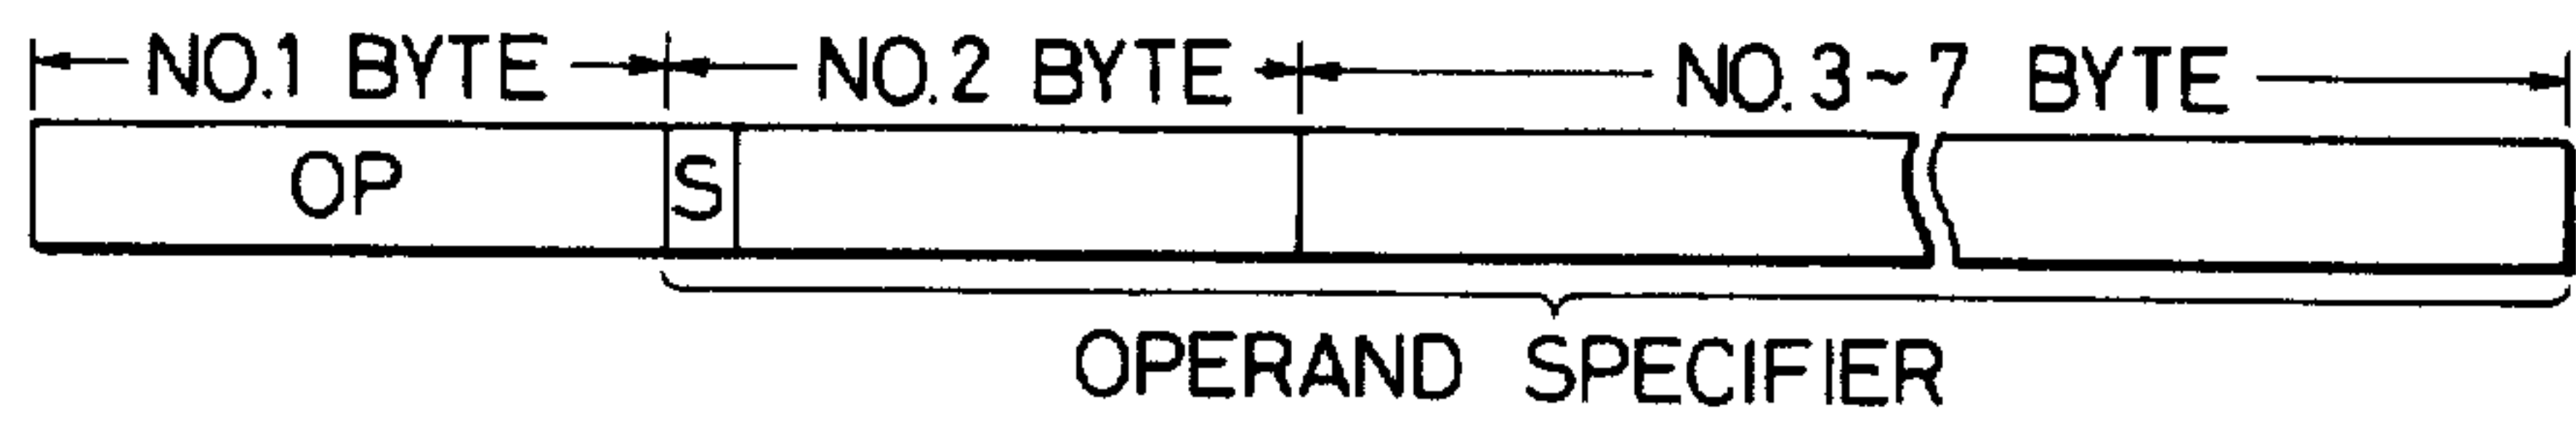 NO.1 BYTE NO.2 BYTE NO.3~7 BYTE
OP S
OPERAND SPECIFIER